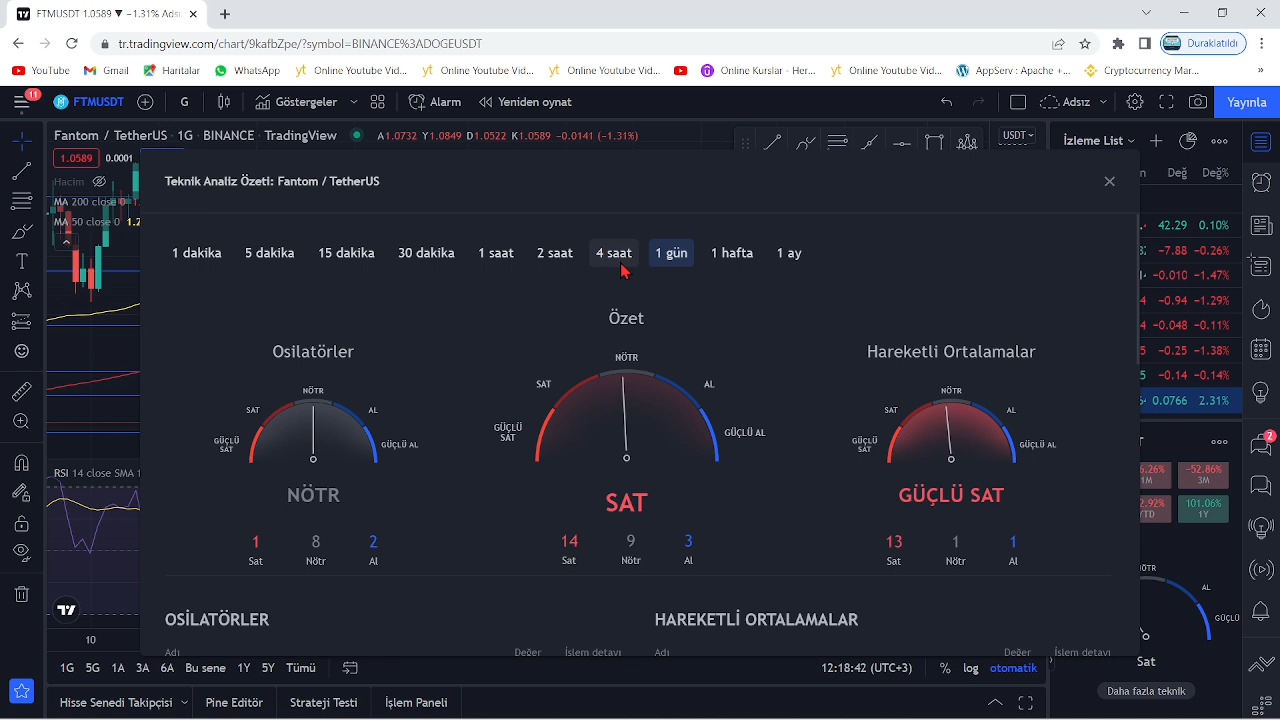 FTMUSDT 1.0589 ▼ −1.31% Adsı
tr.tradingview.com/chart/9kafbZpe/?symbol=BINANCE%3ADOGEUSDT
Duraklatıldı
YouTube
Gmail
Haritalar
WhatsApp
Online Youtube Vid...
Online Youtube Vid...
Online Youtube Vid...
Online Kurslar - Her...
Online Youtube Vid...
AppServ : Apache +...
Cryptocurrency Mar...
»
11
FTMUSDT
G
Göstergeler
Alarm
Yeniden oynat
Adsız
Yayınla
Fantom / TetherUS · 1G · BINANCE · TradingView
A1.0732 Y1.0849 D1.0522 K1.0589 −0.0141 (−1.31%)
USDT
İzleme List
1.0589
0.0001
Hacim
MA 200 close 0
MA 50 close 0
Değ
Değ%
Teknik Analiz Özeti: Fantom / TetherUS
1 dakika
5 dakika
15 dakika
30 dakika
1 saat
2 saat
4 saat
1 gün
1 hafta
1 ay
42.29 0.10%
−7.88 −0.26%
−0.010 −1.47%
−0.94 −1.29%
−0.048 −0.11%
−0.25 −1.38%
−0.14 −0.14%
0.0766 2.31%
Özet
Osilatörler
Hareketli Ortalamalar
NÖTR
SAT
AL
GÜÇLÜ SAT
GÜÇLÜ AL
NÖTR
NÖTR
SAT
AL
GÜÇLÜ SAT
GÜÇLÜ AL
SAT
NÖTR
SAT
AL
GÜÇLÜ SAT
GÜÇLÜ AL
GÜÇLÜ SAT
1 8 2
Sat Nötr Al
14 9 3
Sat Nötr Al
13 1 1
Sat Nötr Al
RSI 14 close SMA
−52.86%
1M
3M
YTD
101.06%
1Y
2
OSİLATÖRLER
HAREKETLİ ORTALAMALAR
Adı
Değer
İşlem detayı
Adı
Değer
İşlem detayı
AL
Sat
Daha fazla teknik
10
1G 5G 1A 3A 6A Bu sene 1Y 5Y Tümü
12:18:42 (UTC+3)
%
log
otomatik
Hisse Senedi Takipçisi
Pine Editör
Strateji Testi
İşlem Paneli